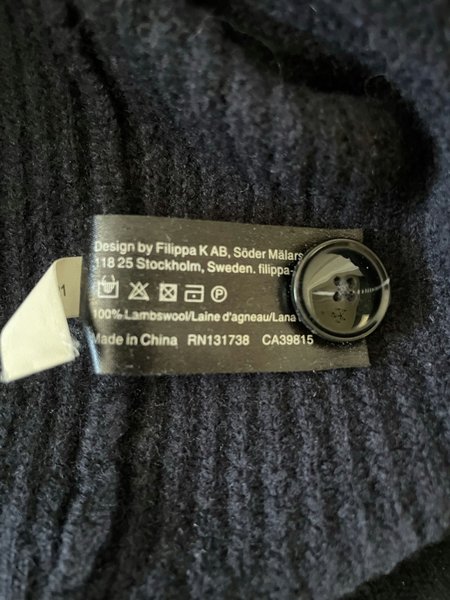 Design by Filippa K AB, Söder Mälars
118 25 Stockholm, Sweden. filippa-
100% Lambswool/Laine d'agneau/Lana
Made in China RN131738 CA39815